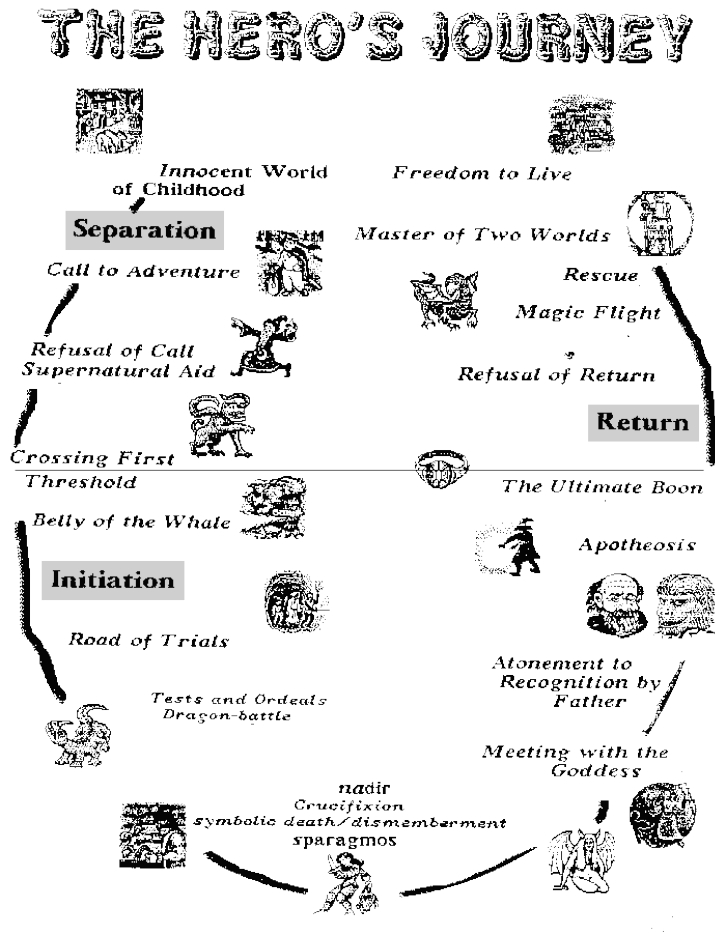 THE HERO'S JOURNEY
Innocent World
of Childhood
Separation
Call to Adventure
Refusal of Call
Supernatural Aid
Crossing First
Threshold
Belly of the Whale
Initiation
Road of Trials
Tests and Ordeals
Dragon-battle
nadir
Crucifixion
symbolic death/dismemberment
sparagmos
Meeting with the
Goddess
Atonement to
Recognition by
Father
Apotheosis
The Ultimate Boon
Return
Refusal of Return
Magic Flight
Rescue
Master of Two Worlds
Freedom to Live